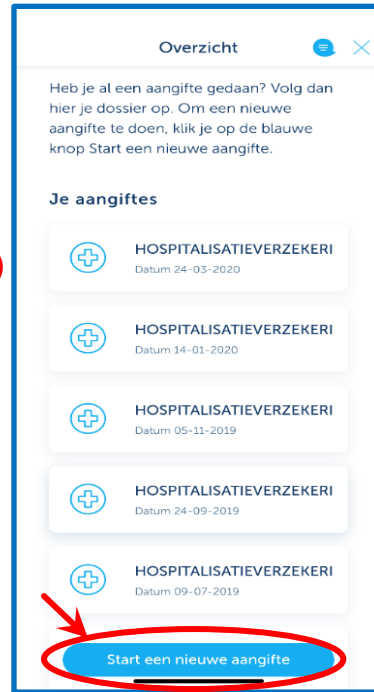 Overzicht
Heb je al een aangifte gedaan? Volg dan
hier je dossier op. Om een nieuwe
aangifte te doen, klik je op de blauwe
knop Start een nieuwe aangifte.
Je aangiftes
HOSPITALISATIEVERZEKERI
Datum 24-03-2020
HOSPITALISATIEVERZEKERI
Datum 14-01-2020
HOSPITALISATIEVERZEKERI
Datum 05-11-2019
HOSPITALISATIEVERZEKERI
Datum 24-09-2019
HOSPITALISATIEVERZEKERI
Datum 09-07-2019
Start een nieuwe aangifte